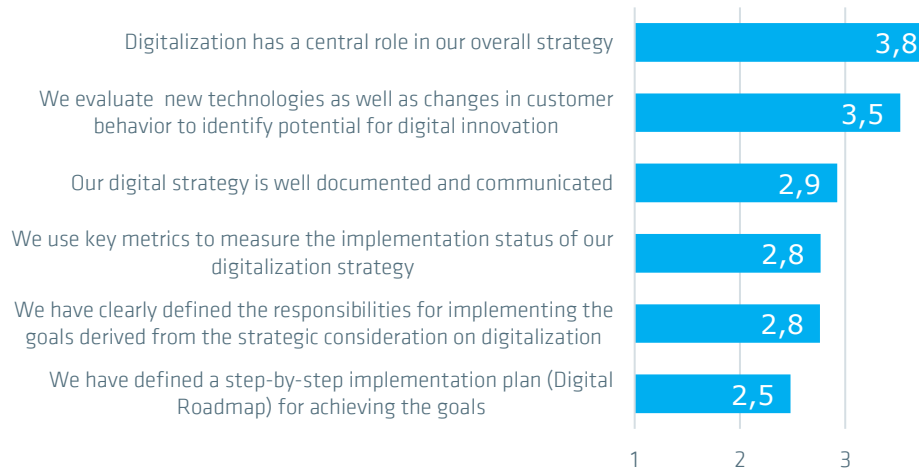 Digitalization has a central role in our overall strategy
3,8
We evaluate  new technologies as well as changes in customer
behavior to identify potential for digital innovation
3,5
Our digital strategy is well documented and communicated
2,9
We use key metrics to measure the implementation status of our
digitalization strategy
2,8
We have clearly defined the responsibilities for implementing the
goals derived from the strategic consideration on digitalization
2,8
We have defined a step-by-step implementation plan (Digital
Roadmap) for achieving the goals
2,5
1 2 3